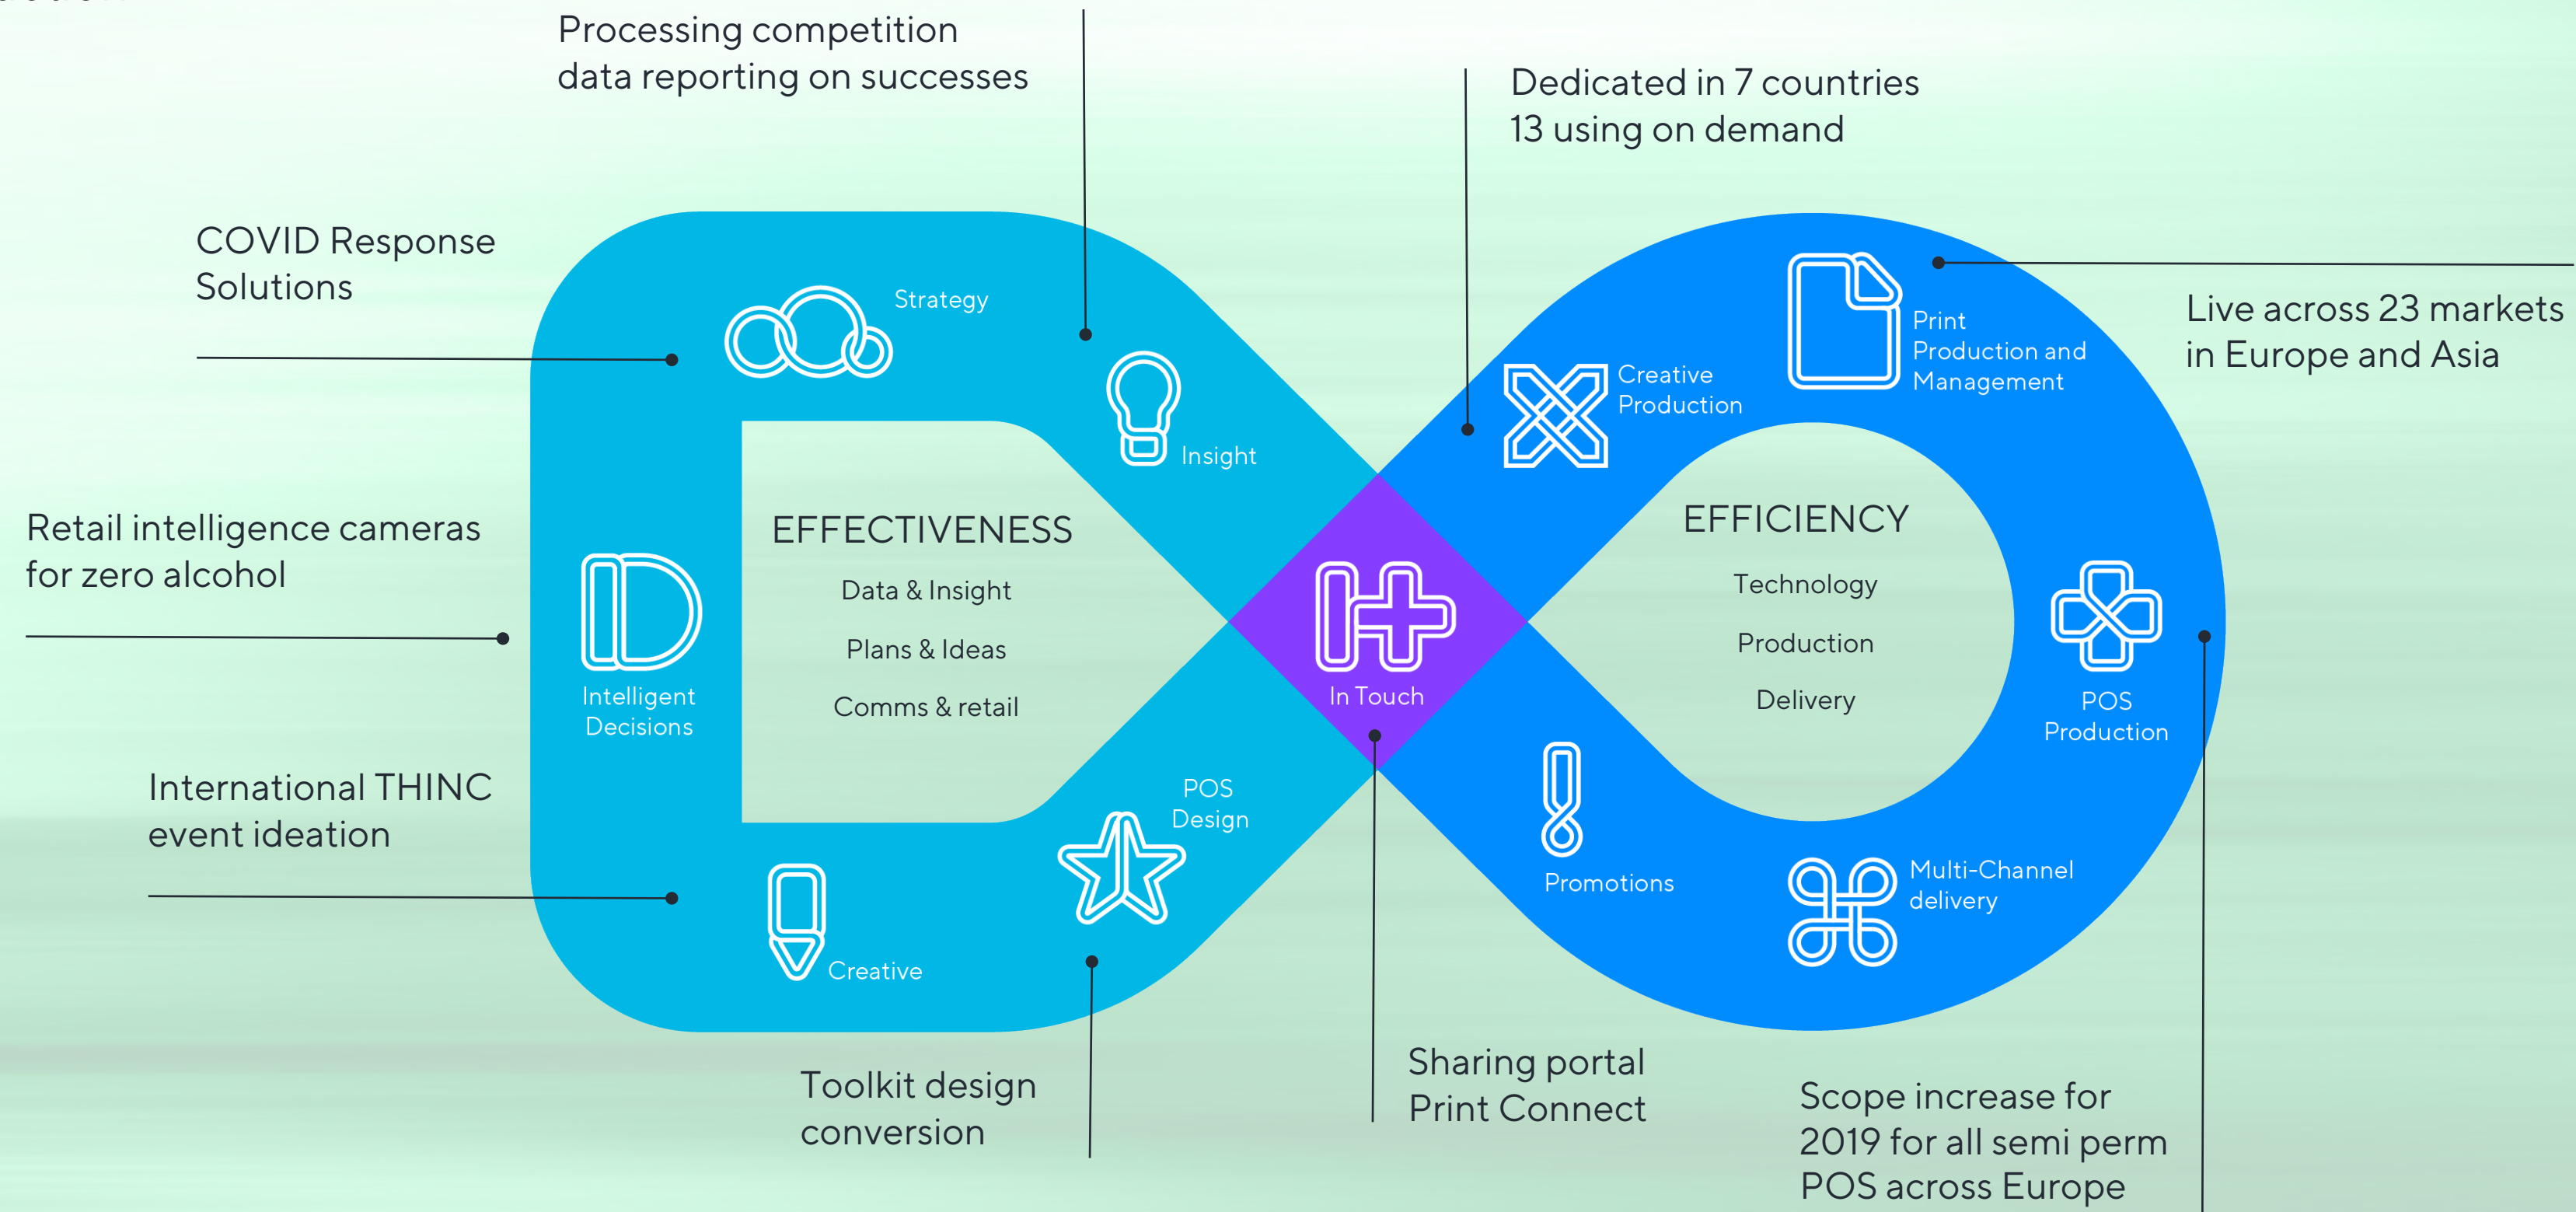 Processing competition
data reporting on successes
Dedicated in 7 countries
13 using on demand
COVID Response
Solutions
Live across 23 markets
in Europe and Asia
Strategy
Insight
Creative
Production
Print
Production and
Management
Retail intelligence cameras
for zero alcohol
Intelligent
Decisions
EFFECTIVENESS
Data & Insight
Plans & Ideas
Comms & retail
In Touch
EFFICIENCY
Technology
Production
Delivery
POS
Production
International THINC
event ideation
Creative
POS
Design
Promotions
Multi-Channel
delivery
Toolkit design
conversion
Sharing portal
Print Connect
Scope increase for
2019 for all semi perm
POS across Europe